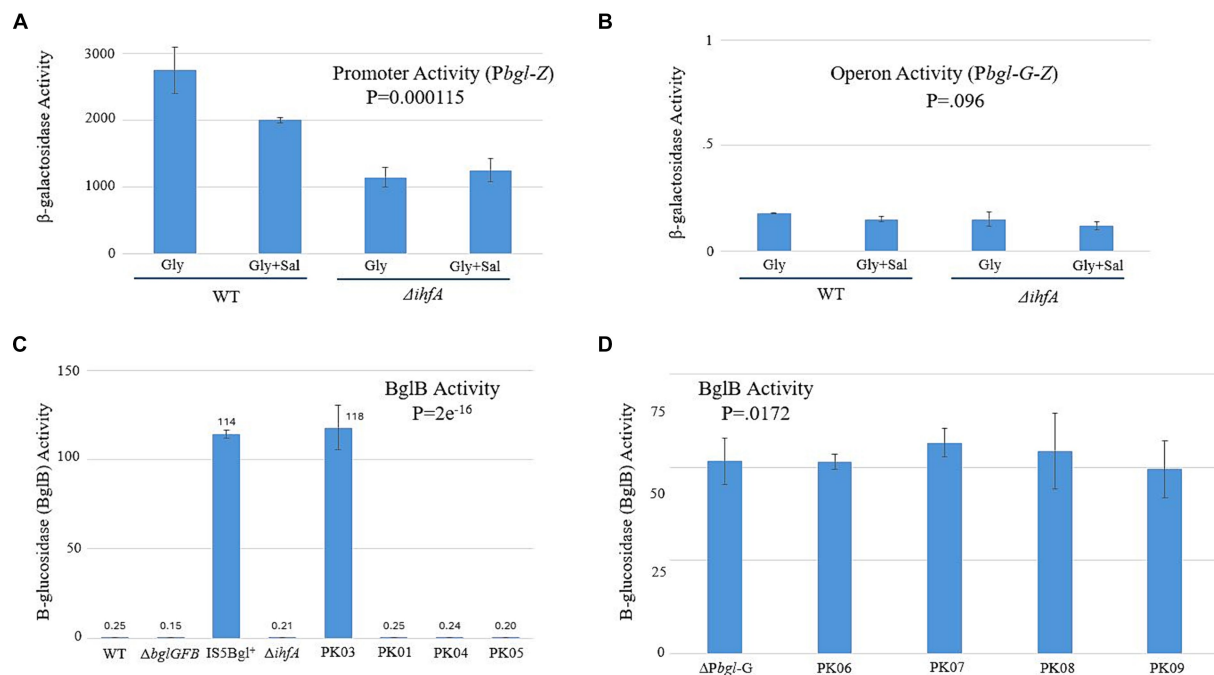 A
β-galactosidase Activity
3000
2000
1000
0
Promoter Activity (Pbgl-Z)
P=0.000115
Gly
Gly+Sal
Gly
Gly+Sal
WT
ΔihfA
B
β-galactosidase Activity
1
.5
0
Operon Activity (Pbgl-G-Z)
P=.096
Gly
Gly+Sal
Gly
Gly+Sal
WT
ΔihfA
C
B-glucosidase (BglB) Activity
150
100
50
0
BglB Activity
P=2e-16
0.25
0.15
114
0.21
118
0.25
0.24
0.20
WT
ΔbglGFB
IS5Bgl+
ΔihfA
PK03
PK01
PK04
PK05
D
B-glucosidase (BglB) Activity
75
50
25
0
BglB Activity
P=.0172
ΔPbgl-G
PK06
PK07
PK08
PK09